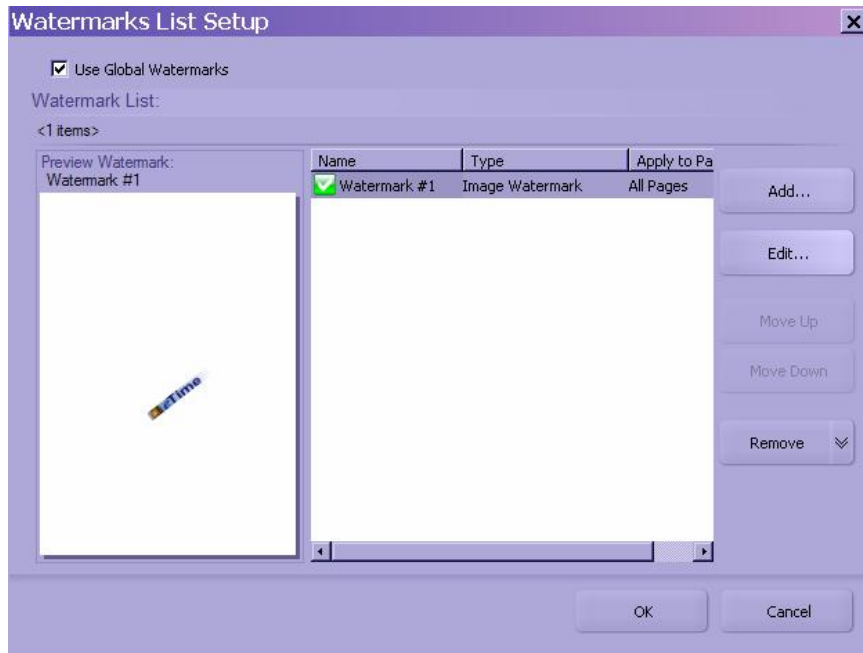 Watermarks List Setup
Use Global Watermarks
Watermark List:
<1 items>
Preview Watermark:
Watermark #1
Name Type Apply to Pa
Watermark #1 Image Watermark All Pages
Add...
Edit...
Move Up
Move Down
Remove
OK Cancel